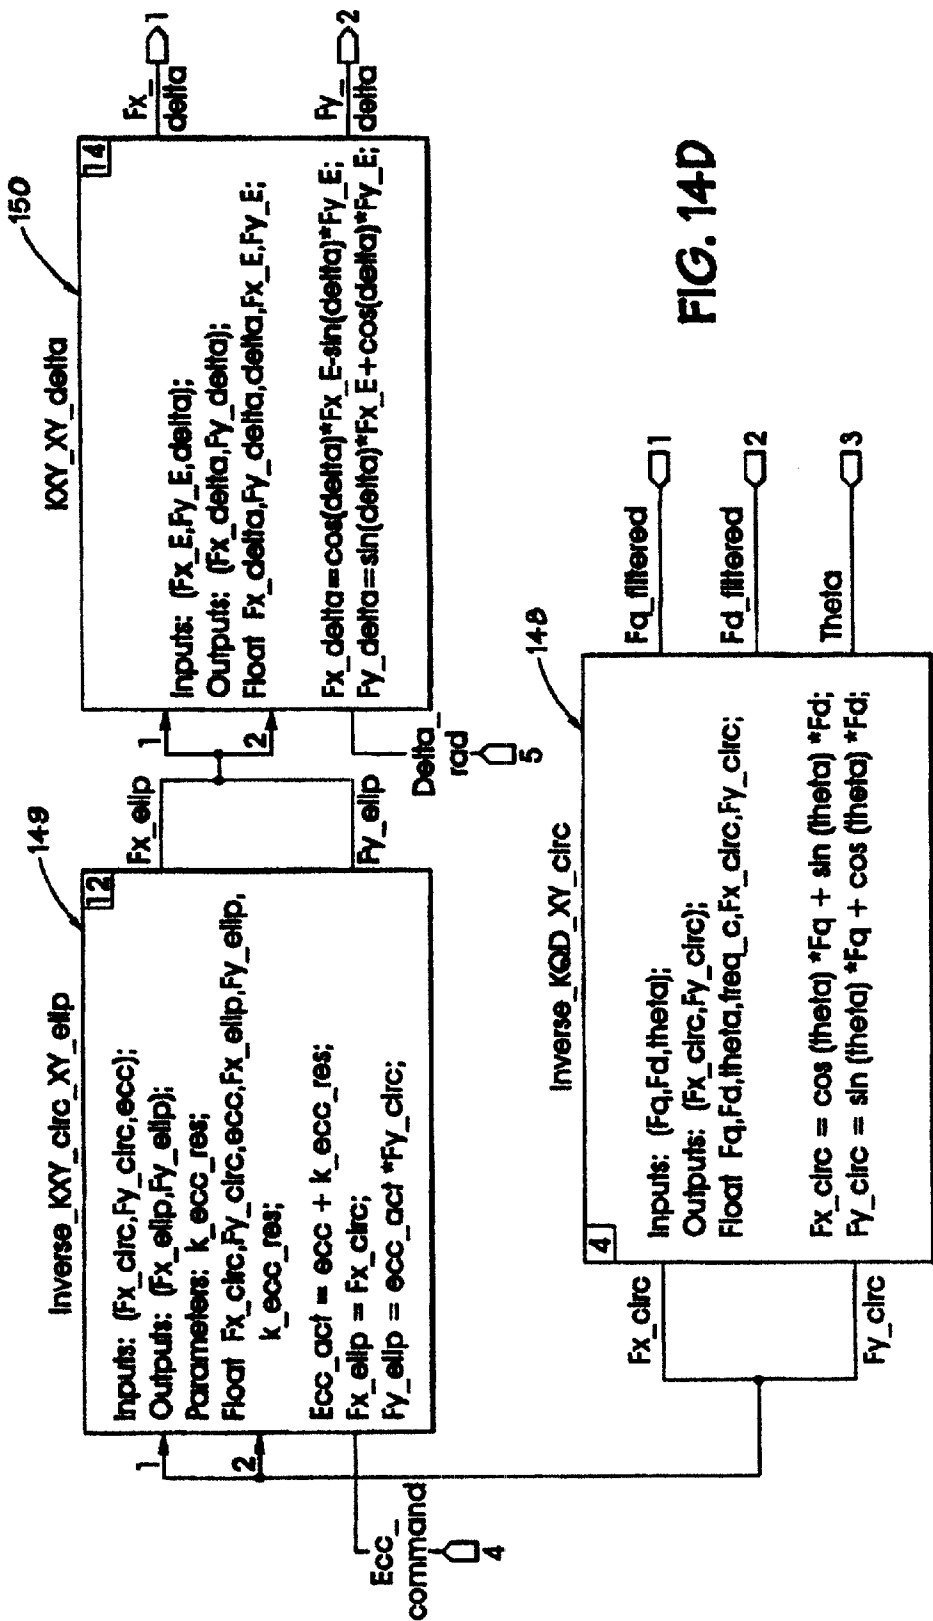 Inverse_KXY_circ_XY_elip
149
12
Inputs: (Fx_circ,Fy_circ,ecc);
Outputs: (Fx_elip,Fy_elip);
Parameters: k_ecc_res;
Float Fx_circ,Fy_circ,ecc,Fx_elip,Fy_elip,
k_ecc_res;
Ecc_act = ecc + k_ecc_res;
Fx_elip = Fx_circ;
Fy_elip = ecc_act *Fy_circ;
1
2
Ecc_
command
4
Fx_elip
Fy_elip
KXY_XY_delta
150
14
Inputs: (Fx_E,Fy_E,delta);
Outputs: (Fx_delta,Fy_delta);
Float Fx_delta,Fy_delta,delta,Fx_E,Fy_E;
Fx_delta=cos(delta)*Fx_E-sin(delta)*Fy_E;
Fy_delta=sin(delta)*Fx_E+cos(delta)*Fy_E;
1
2
Delta_
rad
5
Fx_
delta
1
Fy_
delta
2
Inverse_KQD_XY_circ
148
4
Inputs: (Fq,Fd,theta);
Outputs: (Fx_circ,Fy_circ);
Float Fq,Fd,theta,freq_c,Fx_circ,Fy_circ;
Fx_circ = cos (theta) *Fq + sin (theta) *Fd;
Fy_circ = sin (theta) *Fq + cos (theta) *Fd;
Fx_circ
Fy_circ
Fq_filtered
1
Fd_filtered
2
Theta
3
FIG. 14D